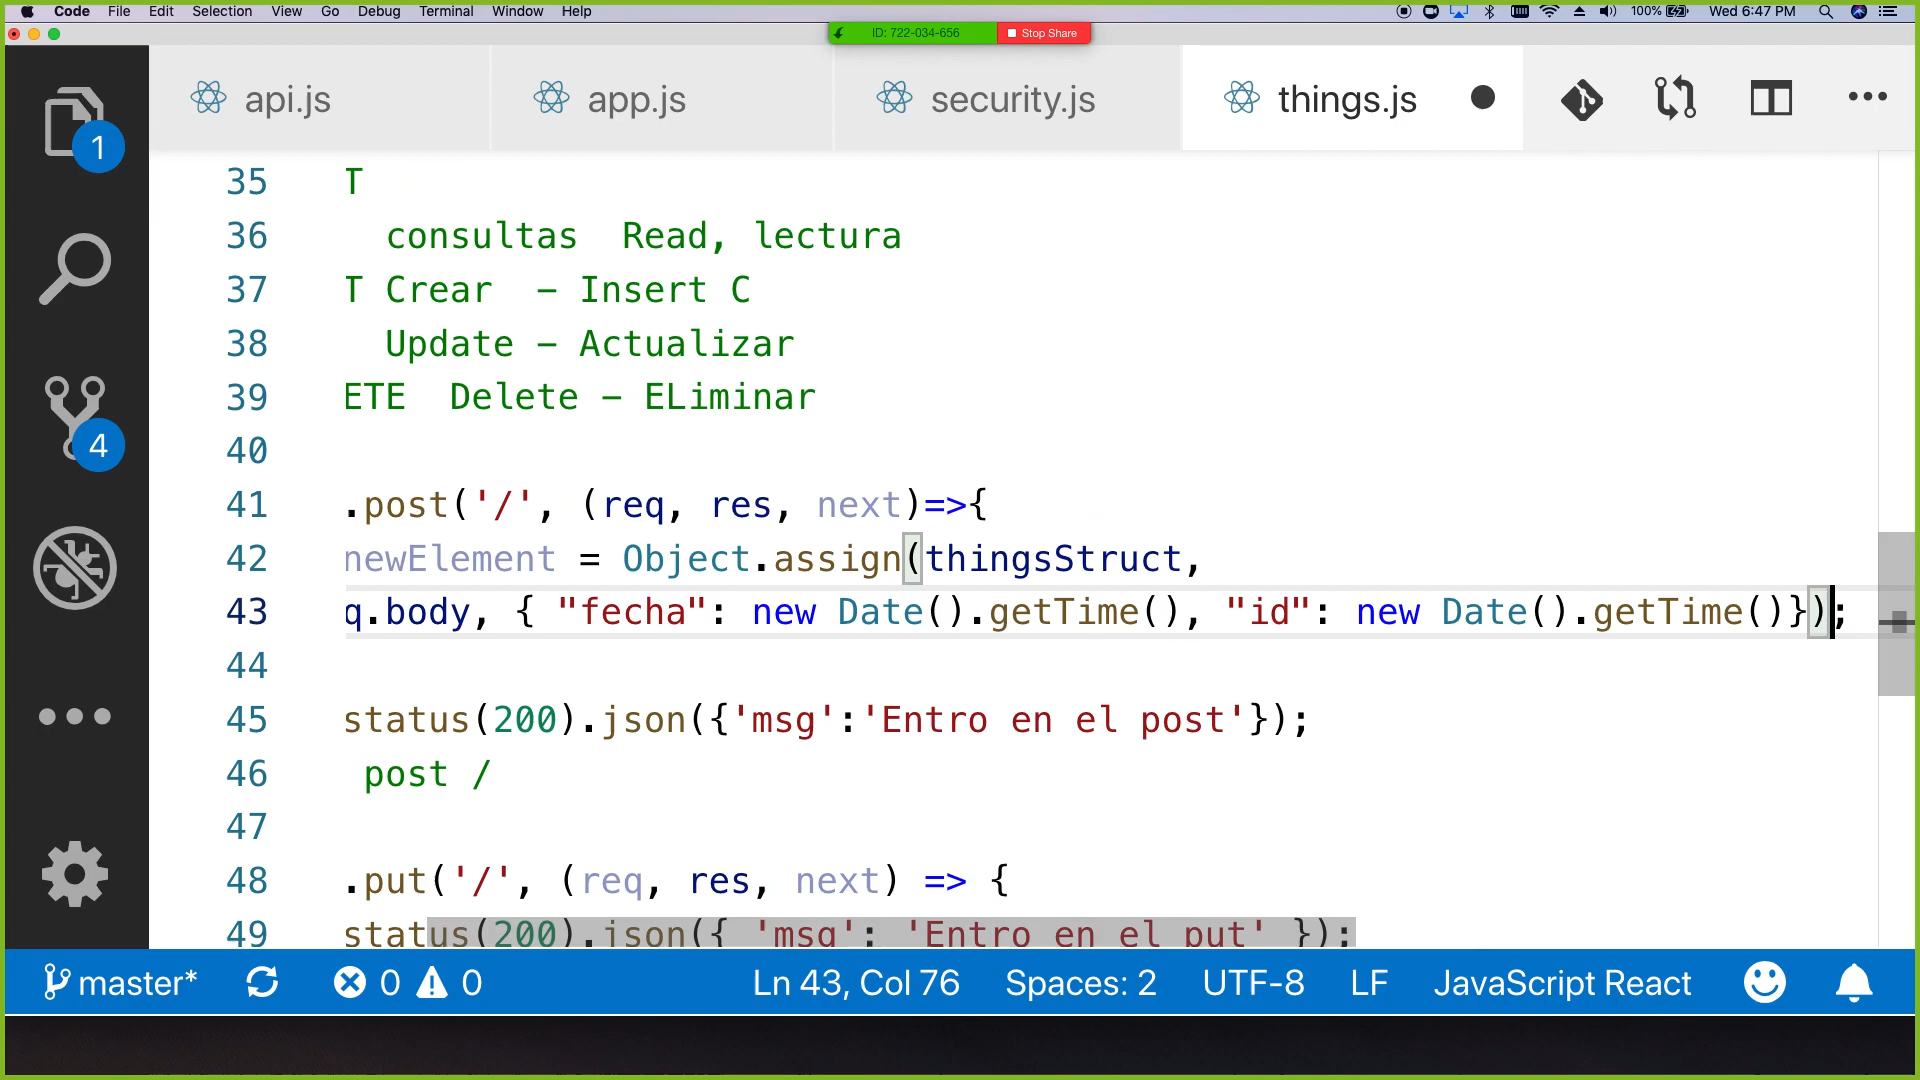 Code File Edit Selection View Go Debug Terminal Window Help 100% Wed 6:47 PM
ID: 722-034-656 Stop Share
api.js app.js security.js things.js
1
4
35 T
36 consultas Read, lectura
37 T Crear - Insert C
38 Update - Actualizar
39 ETE Delete - ELiminar
40
41 .post('/', (req, res, next)=>{
42 newElement = Object.assign(thingsStruct,
43 q.body, { "fecha": new Date().getTime(), "id": new Date().getTime()});
44
45 status(200).json({'msg':'Entro en el post'});
46 post /
47
48 .put('/', (req, res, next) => {
49 status(200).json({ 'msg': 'Entro en el put' });
master* 0 0 Ln 43, Col 76 Spaces: 2 UTF-8 LF JavaScript React